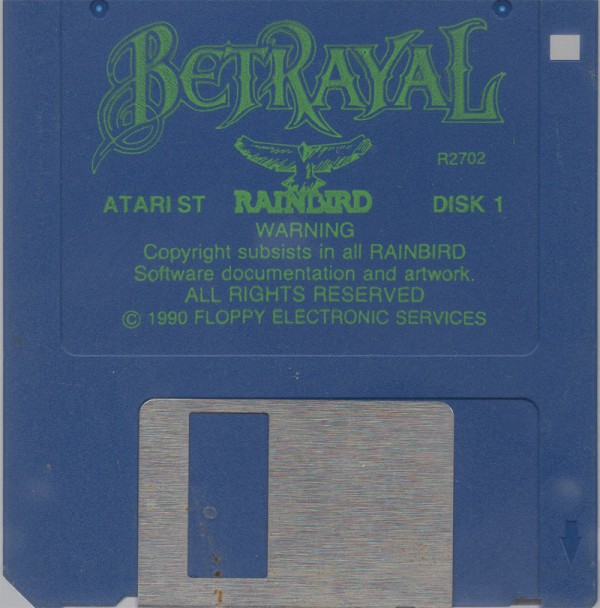 BETRAYAL
R2702
ATARI ST RAINBIRD DISK 1
WARNING
Copyright subsists in all RAINBIRD
Software documentation and artwork.
ALL RIGHTS RESERVED
© 1990 FLOPPY ELECTRONIC SERVICES